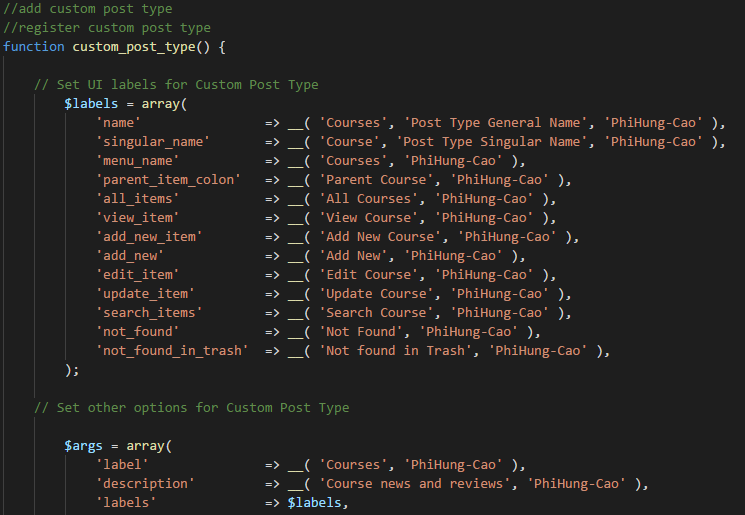 //add custom post type
//register custom post type
function custom_post_type() {
// Set UI labels for Custom Post Type
$labels = array(
'name' => __( 'Courses', 'Post Type General Name', 'PhiHung-Cao' ),
'singular_name' => __( 'Course', 'Post Type Singular Name', 'PhiHung-Cao' ),
'menu_name' => __( 'Courses', 'PhiHung-Cao' ),
'parent_item_colon' => __( 'Parent Course', 'PhiHung-Cao' ),
'all_items' => __( 'All Courses', 'PhiHung-Cao' ),
'view_item' => __( 'View Course', 'PhiHung-Cao' ),
'add_new_item' => __( 'Add New Course', 'PhiHung-Cao' ),
'add_new' => __( 'Add New', 'PhiHung-Cao' ),
'edit_item' => __( 'Edit Course', 'PhiHung-Cao' ),
'update_item' => __( 'Update Course', 'PhiHung-Cao' ),
'search_items' => __( 'Search Course', 'PhiHung-Cao' ),
'not_found' => __( 'Not Found', 'PhiHung-Cao' ),
'not_found_in_trash' => __( 'Not found in Trash', 'PhiHung-Cao' ),
);
// Set other options for Custom Post Type
$args = array(
'label' => __( 'Courses', 'PhiHung-Cao' ),
'description' => __( 'Course news and reviews', 'PhiHung-Cao' ),
'labels' => $labels,